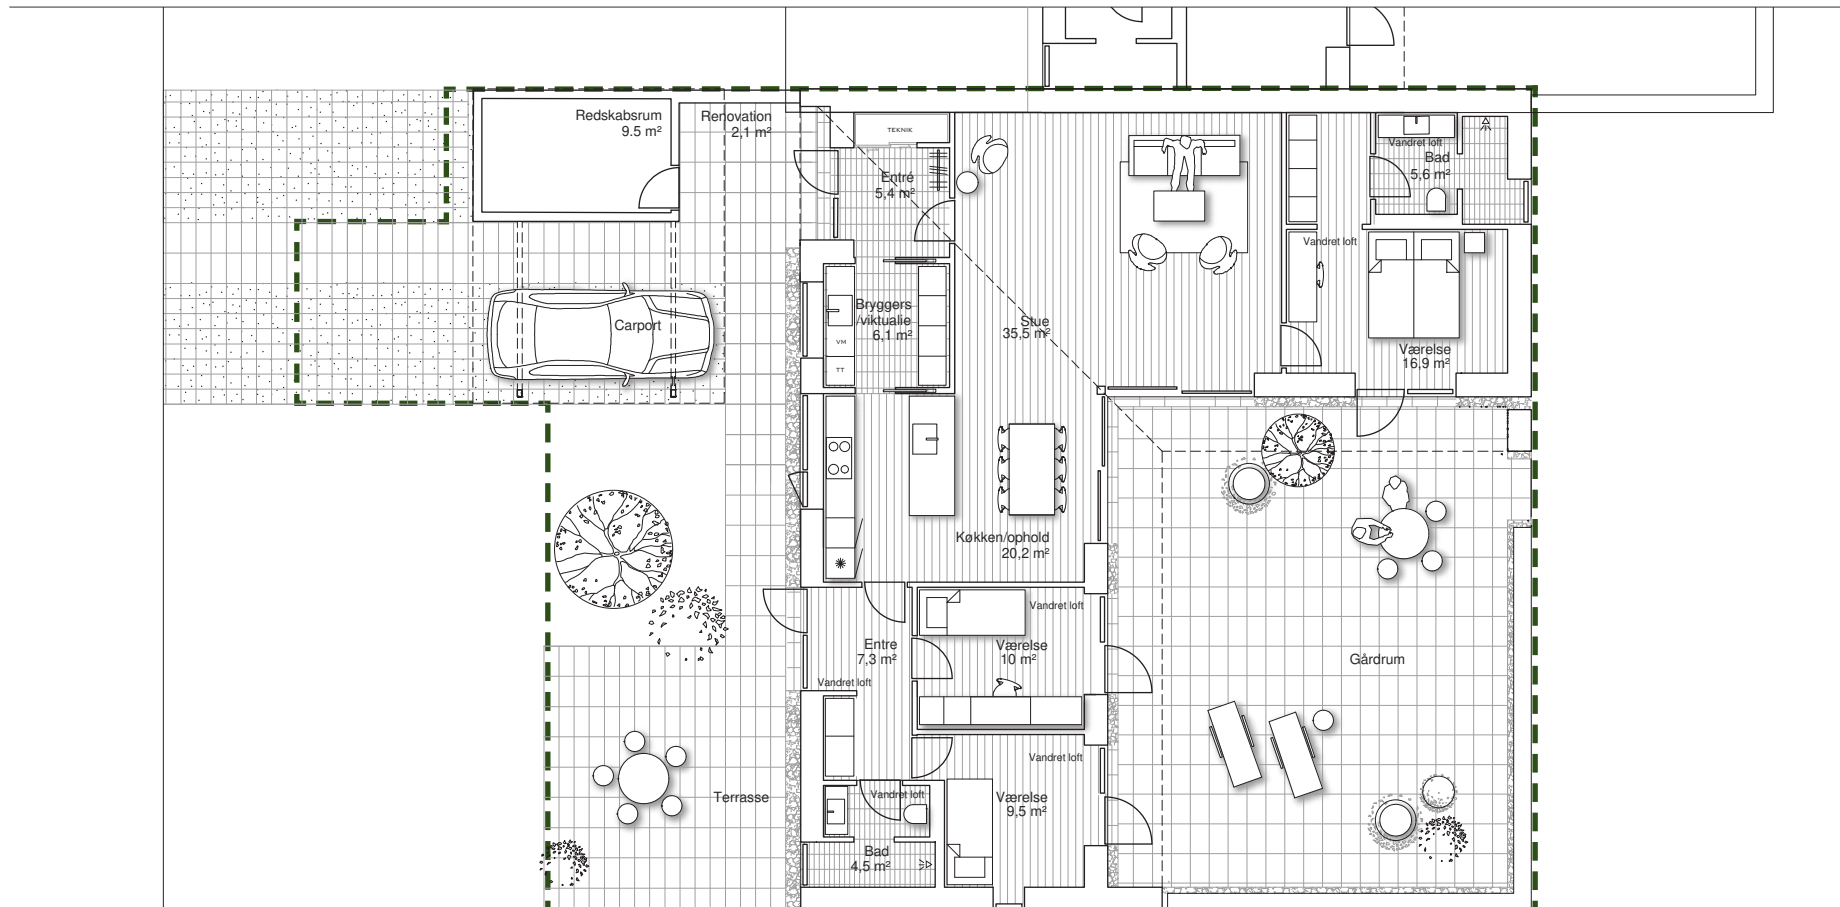 Redskabsrum
9.5 m²
Renovation
2,1 m²
TEKNIK
Entré
5,4 m²
Vandret loft
Bad
5,6 m²
Vandret loft
Bryggers
/viktualie
6,1 m²
VM
TT
Carport
Stue
35,5 m²
Værelse
16,9 m²
Køkken/ophold
20,2 m²
Vandret loft
Entre
7,3 m²
Værelse
10 m²
Gårdrum
Vandret loft
Vandret loft
Terrasse
Vandret loft
Værelse
9,5 m²
Bad
4,5 m²